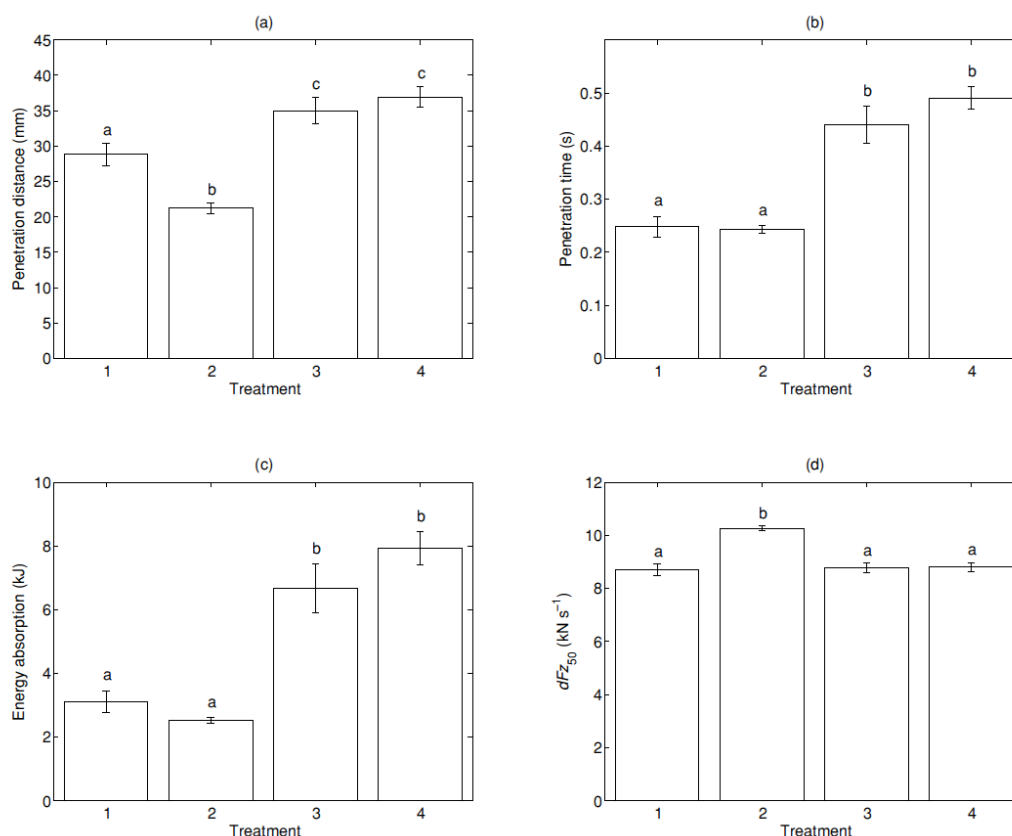 (a)
Penetration distance (mm)
45
40
35
30
25
20
15
10
5
0
a
b
c
c
1 2 3 4
Treatment
(b)
Penetration time (s)
0.5
0.4
0.3
0.2
0.1
0
a
a
b
b
1 2 3 4
Treatment
(c)
Energy absorption (kJ)
10
8
6
4
2
0
a
a
b
b
1 2 3 4
Treatment
(d)
dFz₅₀ (kN s⁻¹)
12
10
8
6
4
2
0
a
b
a
a
1 2 3 4
Treatment